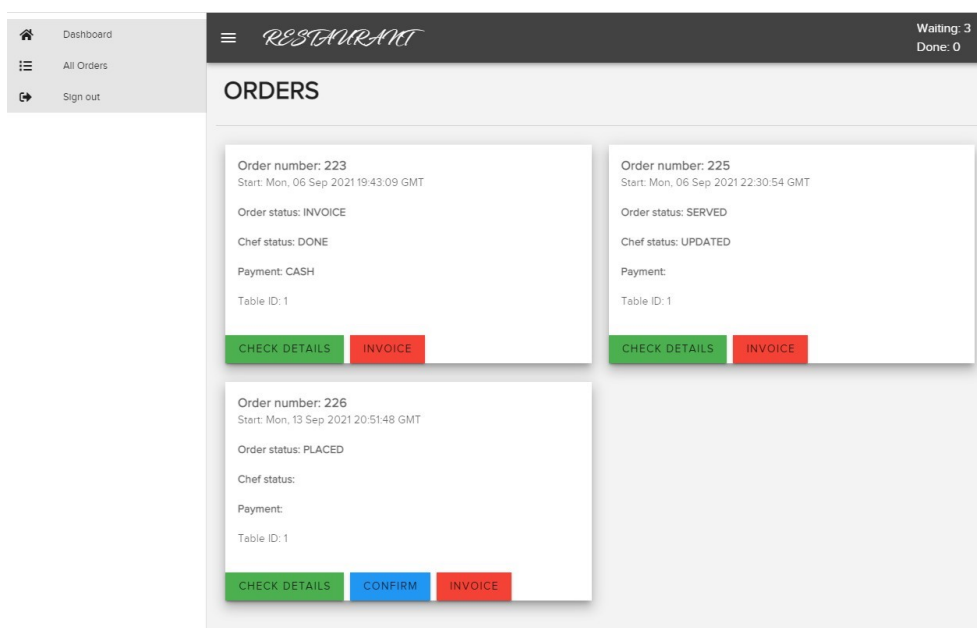 Dashboard
All Orders
Sign out
RESTAURANT
Waiting: 3
Done: 0
ORDERS
Order number: 223
Start: Mon, 06 Sep 2021 19:43:09 GMT
Order status: INVOICE
Chef status: DONE
Payment: CASH
Table ID: 1
CHECK DETAILS INVOICE
Order number: 225
Start: Mon, 06 Sep 2021 22:30:54 GMT
Order status: SERVED
Chef status: UPDATED
Payment:
Table ID: 1
CHECK DETAILS INVOICE
Order number: 226
Start: Mon, 13 Sep 2021 20:51:48 GMT
Order status: PLACED
Chef status:
Payment:
Table ID: 1
CHECK DETAILS CONFIRM INVOICE